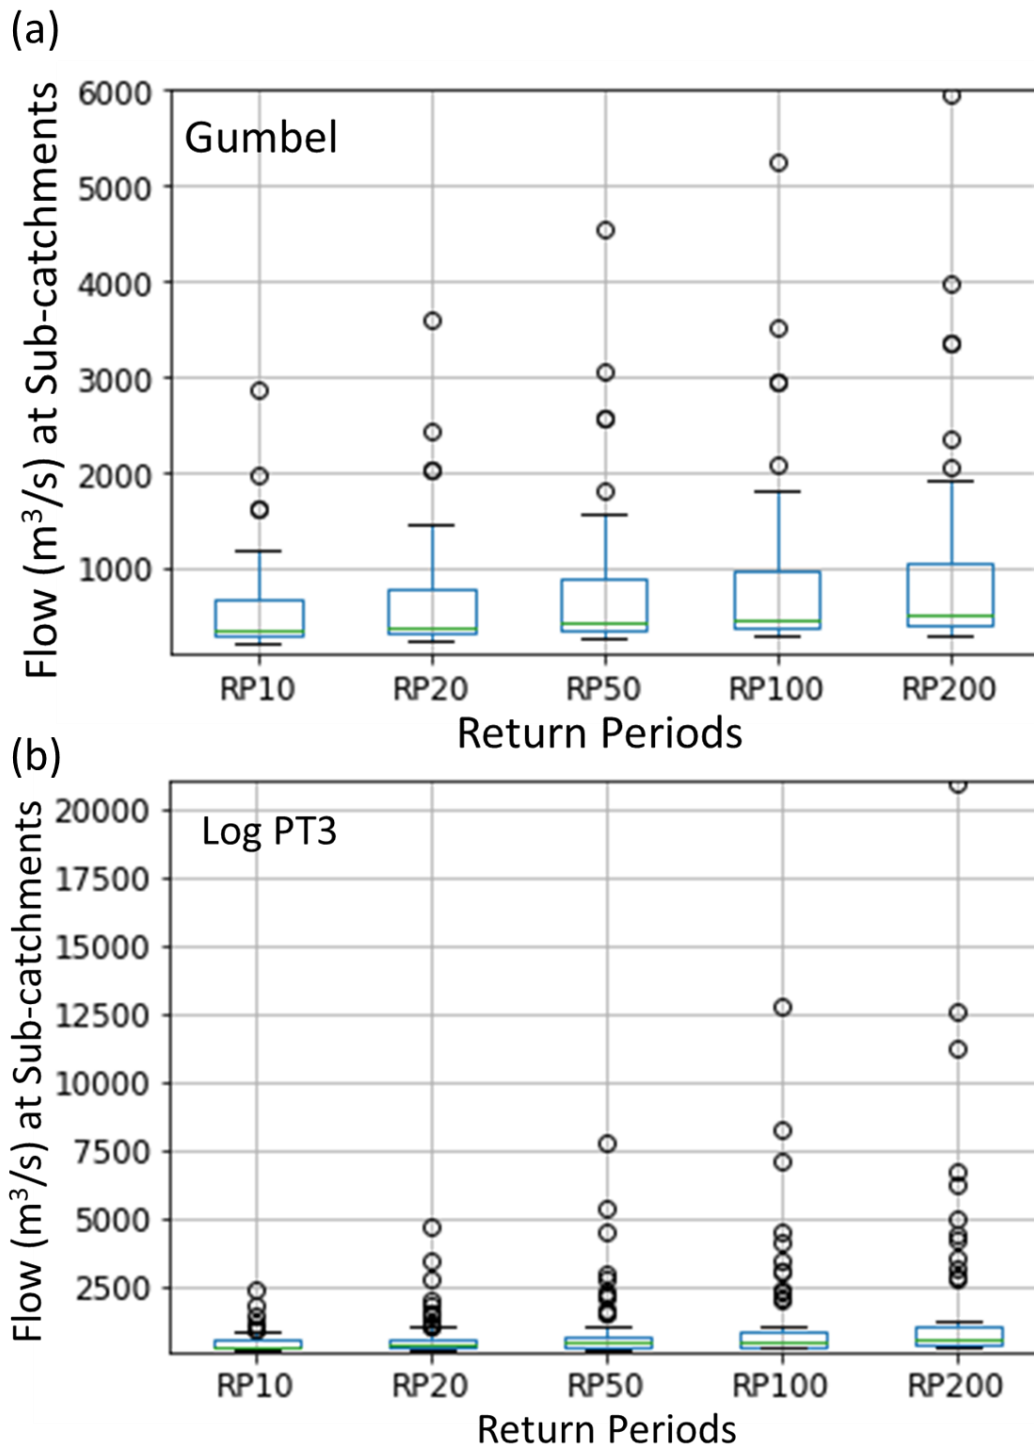 (a)
Flow (m³/s) at Sub-catchments
Gumbel
6000
5000
4000
3000
2000
1000
RP10 RP20 RP50 RP100 RP200
Return Periods
(b)
Flow (m³/s) at Sub-catchments
Log PT3
20000
17500
15000
12500
10000
7500
5000
2500
RP10 RP20 RP50 RP100 RP200
Return Periods